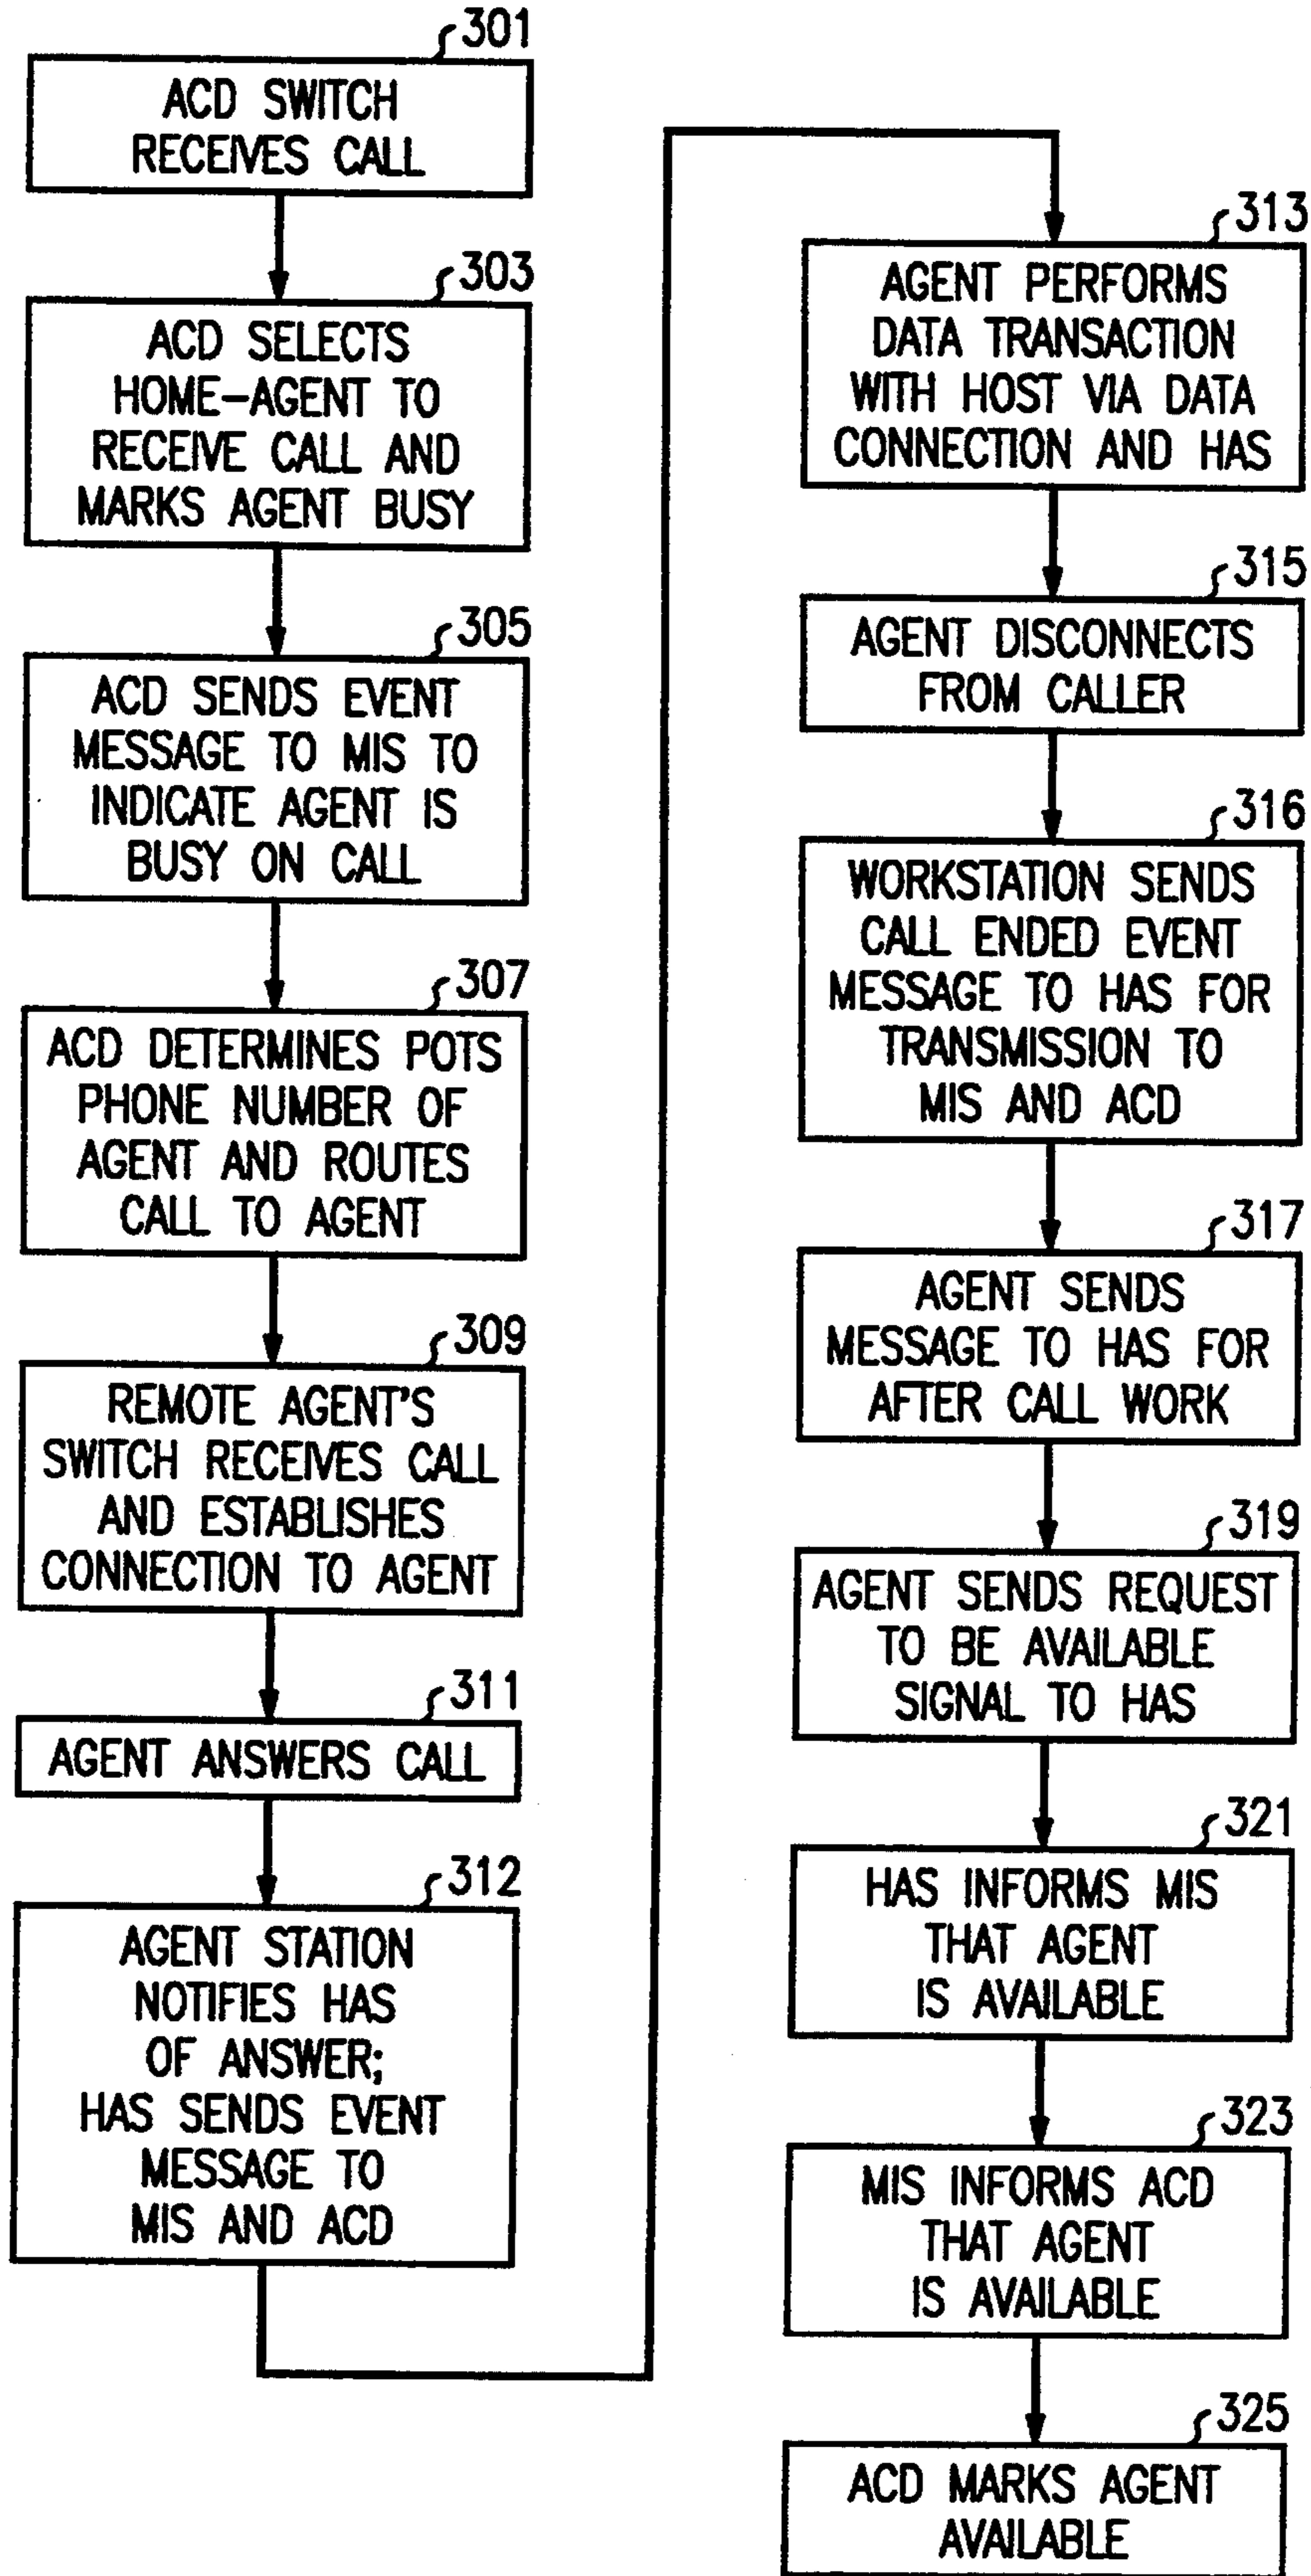 301
ACD SWITCH
RECEIVES CALL
303
ACD SELECTS
HOME-AGENT TO
RECEIVE CALL AND
MARKS AGENT BUSY
305
ACD SENDS EVENT
MESSAGE TO MIS TO
INDICATE AGENT IS
BUSY ON CALL
307
ACD DETERMINES POTS
PHONE NUMBER OF
AGENT AND ROUTES
CALL TO AGENT
309
REMOTE AGENT'S
SWITCH RECEIVES CALL
AND ESTABLISHES
CONNECTION TO AGENT
311
AGENT ANSWERS CALL
312
AGENT STATION
NOTIFIES HAS
OF ANSWER;
HAS SENDS EVENT
MESSAGE TO
MIS AND ACD
313
AGENT PERFORMS
DATA TRANSACTION
WITH HOST VIA DATA
CONNECTION AND HAS
315
AGENT DISCONNECTS
FROM CALLER
316
WORKSTATION SENDS
CALL ENDED EVENT
MESSAGE TO HAS FOR
TRANSMISSION TO
MIS AND ACD
317
AGENT SENDS
MESSAGE TO HAS FOR
AFTER CALL WORK
319
AGENT SENDS REQUEST
TO BE AVAILABLE
SIGNAL TO HAS
321
HAS INFORMS MIS
THAT AGENT
IS AVAILABLE
323
MIS INFORMS ACD
THAT AGENT
IS AVAILABLE
325
ACD MARKS AGENT
AVAILABLE